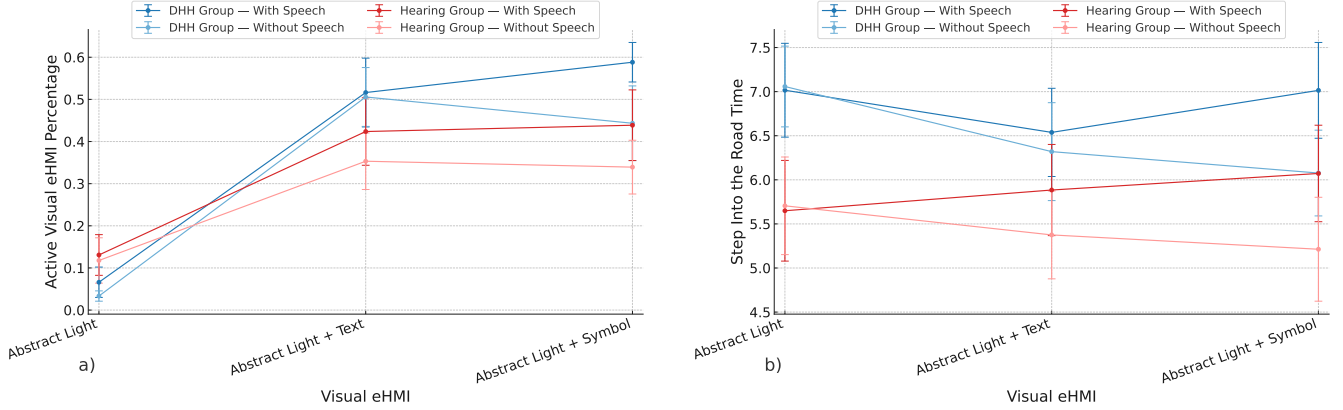 DHH Group — With Speech
DHH Group — Without Speech
Hearing Group — With Speech
Hearing Group — Without Speech
Active Visual eHMI Percentage
0.6
0.5
0.4
0.3
0.2
0.1
0.0
Abstract Light
Abstract Light + Text
Abstract Light + Symbol
a)
Visual eHMI
DHH Group — With Speech
DHH Group — Without Speech
Hearing Group — With Speech
Hearing Group — Without Speech
Step Into the Road Time
7.5
7.0
6.5
6.0
5.5
5.0
4.5
Abstract Light
Abstract Light + Text
Abstract Light + Symbol
b)
Visual eHMI